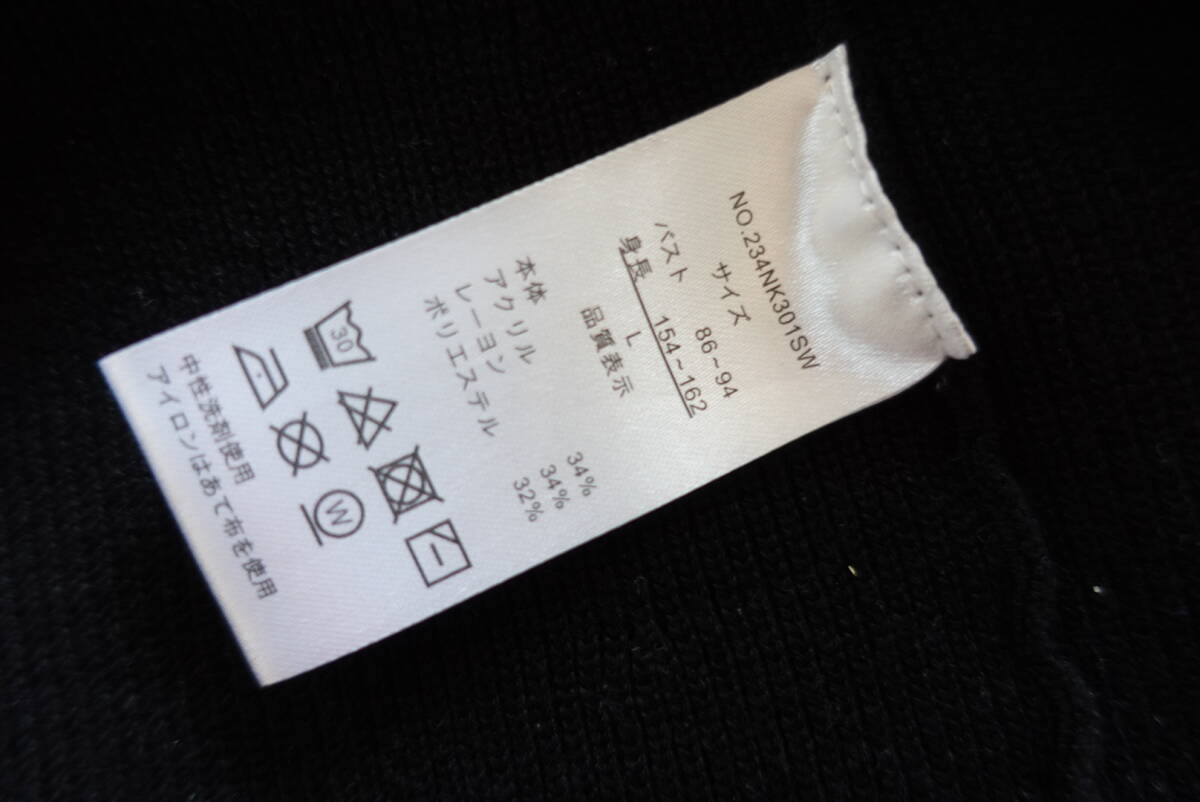 NO.234NK301SW
サイズ
バスト 86~94
身長 154~162
L
品質表示
本体
アクリル 34%
レーヨン 34%
ポリエステル 32%
30
W
中性洗剤使用
アイロンはあて布を使用